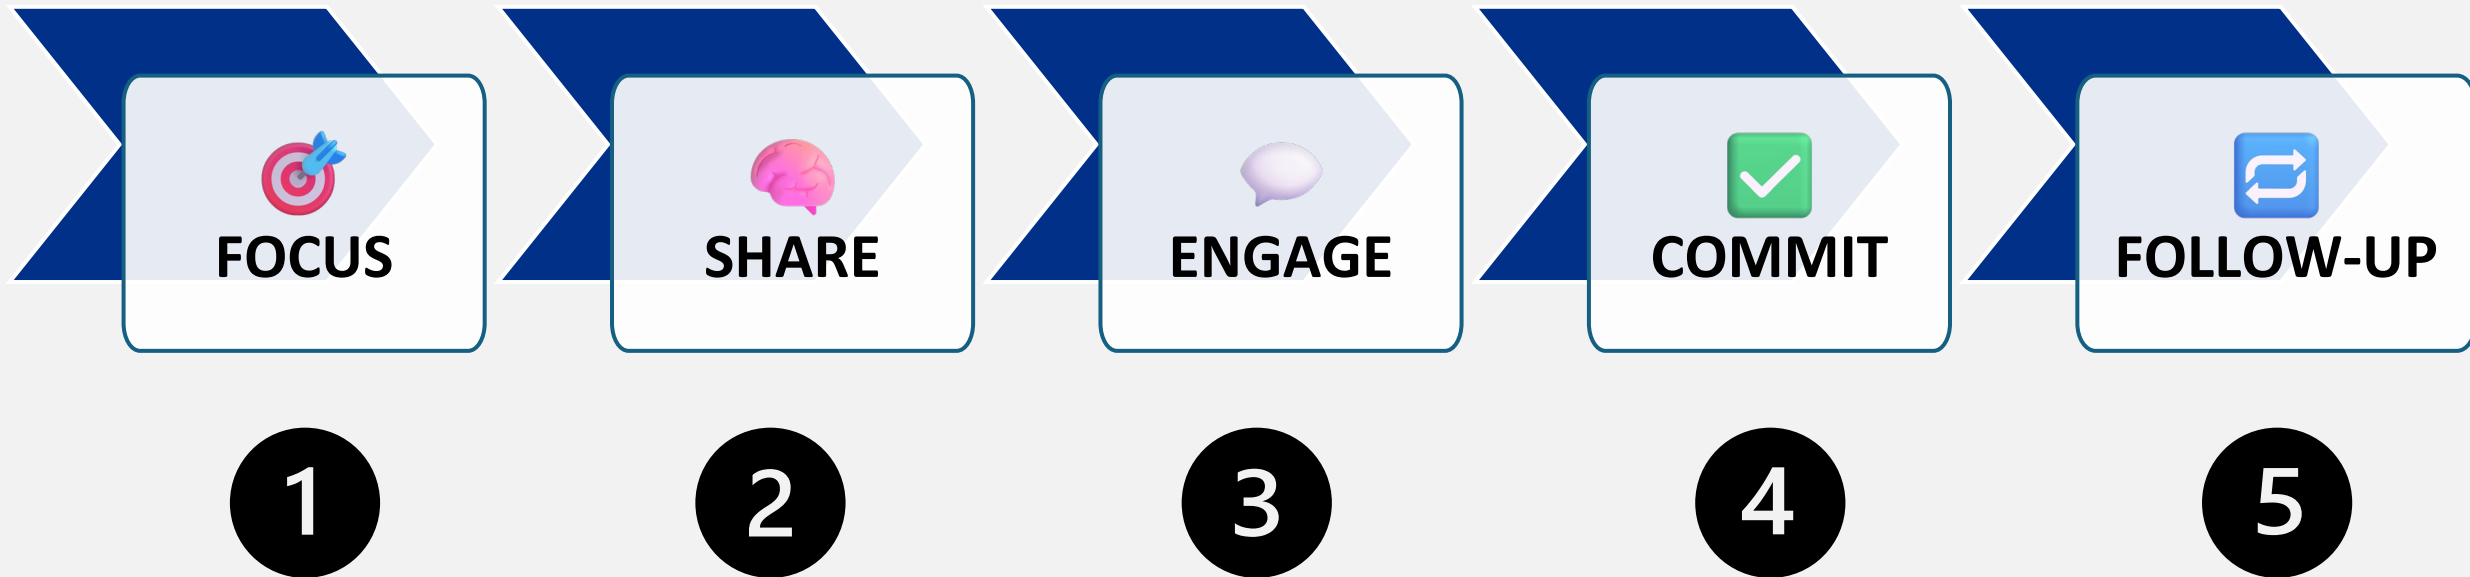 FOCUS
SHARE
ENGAGE
COMMIT
FOLLOW-UP
1
2
3
4
5